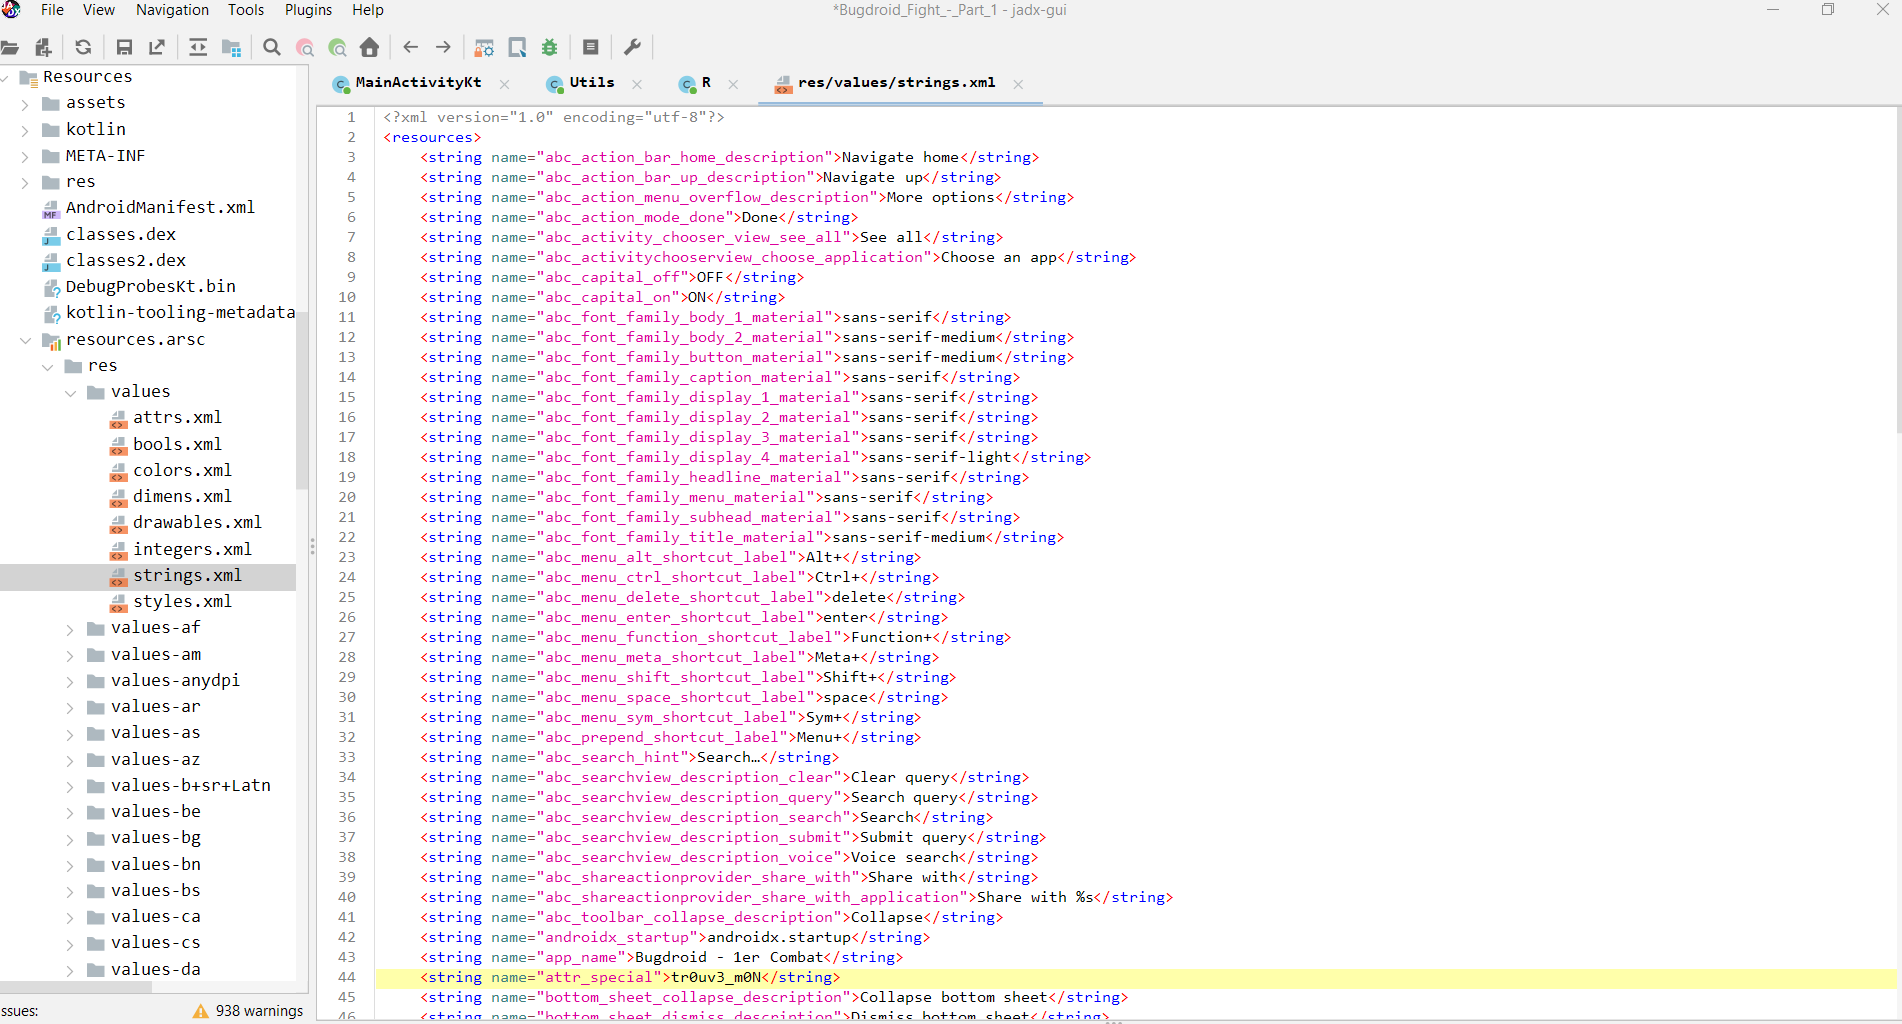 File View Navigation Tools Plugins Help
*Bugdroid_Fight_-_Part_1 - jadx-gui
Resources
assets
kotlin
META-INF
res
AndroidManifest.xml
classes.dex
classes2.dex
DebugProbesKt.bin
kotlin-tooling-metadata
resources.arsc
res
values
attrs.xml
bools.xml
colors.xml
dimens.xml
drawables.xml
integers.xml
strings.xml
styles.xml
values-af
values-am
values-anydpi
values-ar
values-as
values-az
values-b+sr+Latn
values-be
values-bg
values-bn
values-bs
values-ca
values-cs
values-da
ssues: 938 warnings
MainActivityKt Utils R res/values/strings.xml
1 <?xml version="1.0" encoding="utf-8"?>
2 <resources>
3 <string name="abc_action_bar_home_description">Navigate home</string>
4 <string name="abc_action_bar_up_description">Navigate up</string>
5 <string name="abc_action_menu_overflow_description">More options</string>
6 <string name="abc_action_mode_done">Done</string>
7 <string name="abc_activity_chooser_view_see_all">See all</string>
8 <string name="abc_activitychooserview_choose_application">Choose an app</string>
9 <string name="abc_capital_off">OFF</string>
10 <string name="abc_capital_on">ON</string>
11 <string name="abc_font_family_body_1_material">sans-serif</string>
12 <string name="abc_font_family_body_2_material">sans-serif-medium</string>
13 <string name="abc_font_family_button_material">sans-serif-medium</string>
14 <string name="abc_font_family_caption_material">sans-serif</string>
15 <string name="abc_font_family_display_1_material">sans-serif</string>
16 <string name="abc_font_family_display_2_material">sans-serif</string>
17 <string name="abc_font_family_display_3_material">sans-serif</string>
18 <string name="abc_font_family_display_4_material">sans-serif-light</string>
19 <string name="abc_font_family_headline_material">sans-serif</string>
20 <string name="abc_font_family_menu_material">sans-serif</string>
21 <string name="abc_font_family_subhead_material">sans-serif</string>
22 <string name="abc_font_family_title_material">sans-serif-medium</string>
23 <string name="abc_menu_alt_shortcut_label">Alt+</string>
24 <string name="abc_menu_ctrl_shortcut_label">Ctrl+</string>
25 <string name="abc_menu_delete_shortcut_label">delete</string>
26 <string name="abc_menu_enter_shortcut_label">enter</string>
27 <string name="abc_menu_function_shortcut_label">Function+</string>
28 <string name="abc_menu_meta_shortcut_label">Meta+</string>
29 <string name="abc_menu_shift_shortcut_label">Shift+</string>
30 <string name="abc_menu_space_shortcut_label">space</string>
31 <string name="abc_menu_sym_shortcut_label">Sym+</string>
32 <string name="abc_prepend_shortcut_label">Menu+</string>
33 <string name="abc_search_hint">Search…</string>
34 <string name="abc_searchview_description_clear">Clear query</string>
35 <string name="abc_searchview_description_query">Search query</string>
36 <string name="abc_searchview_description_search">Search</string>
37 <string name="abc_searchview_description_submit">Submit query</string>
38 <string name="abc_searchview_description_voice">Voice search</string>
39 <string name="abc_shareactionprovider_share_with">Share with</string>
40 <string name="abc_shareactionprovider_share_with_application">Share with %s</string>
41 <string name="abc_toolbar_collapse_description">Collapse</string>
42 <string name="androidx_startup">androidx.startup</string>
43 <string name="app_name">Bugdroid - 1er Combat</string>
44 <string name="attr_special">tr0uv3_m0N</string>
45 <string name="bottom_sheet_collapse_description">Collapse bottom sheet</string>
46 <string name="bottom_sheet_dismiss_description">Dismiss bottom sheet</string>